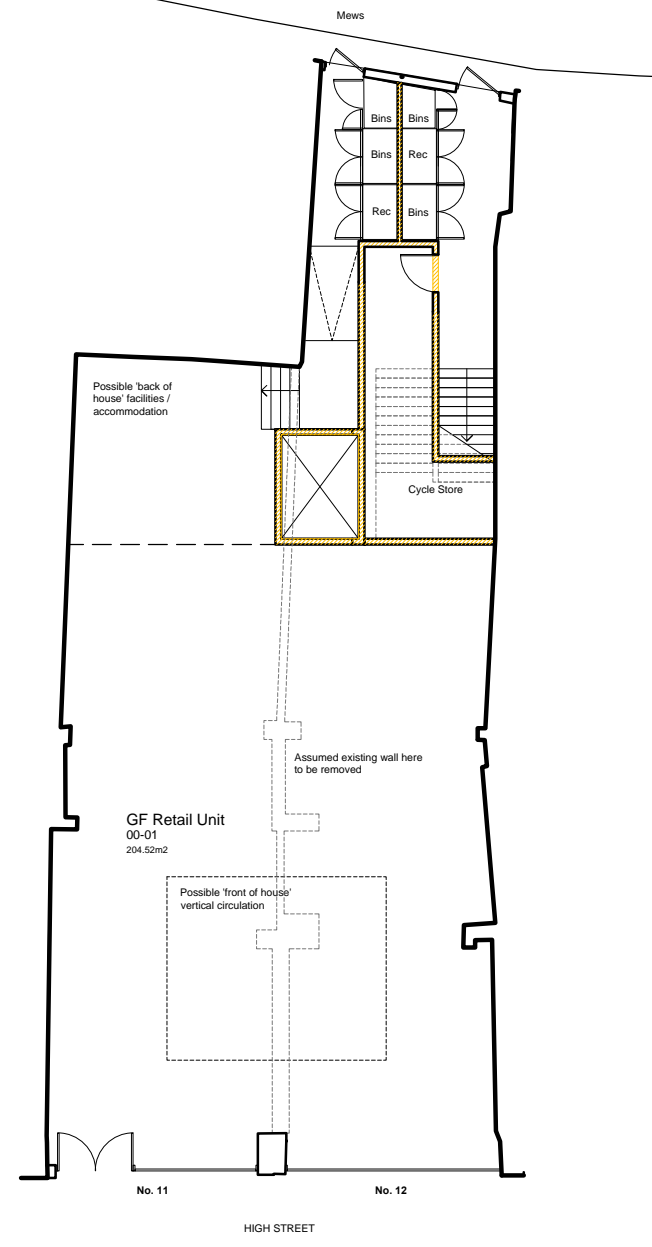 Mews
Bins Bins
Bins Rec
Rec Bins
Possible 'back of
house' facilities /
accommodation
Cycle Store
Assumed existing wall here
to be removed
GF Retail Unit
00-01
204.52m2
Possible 'front of house'
vertical circulation
No. 11 No. 12
HIGH STREET